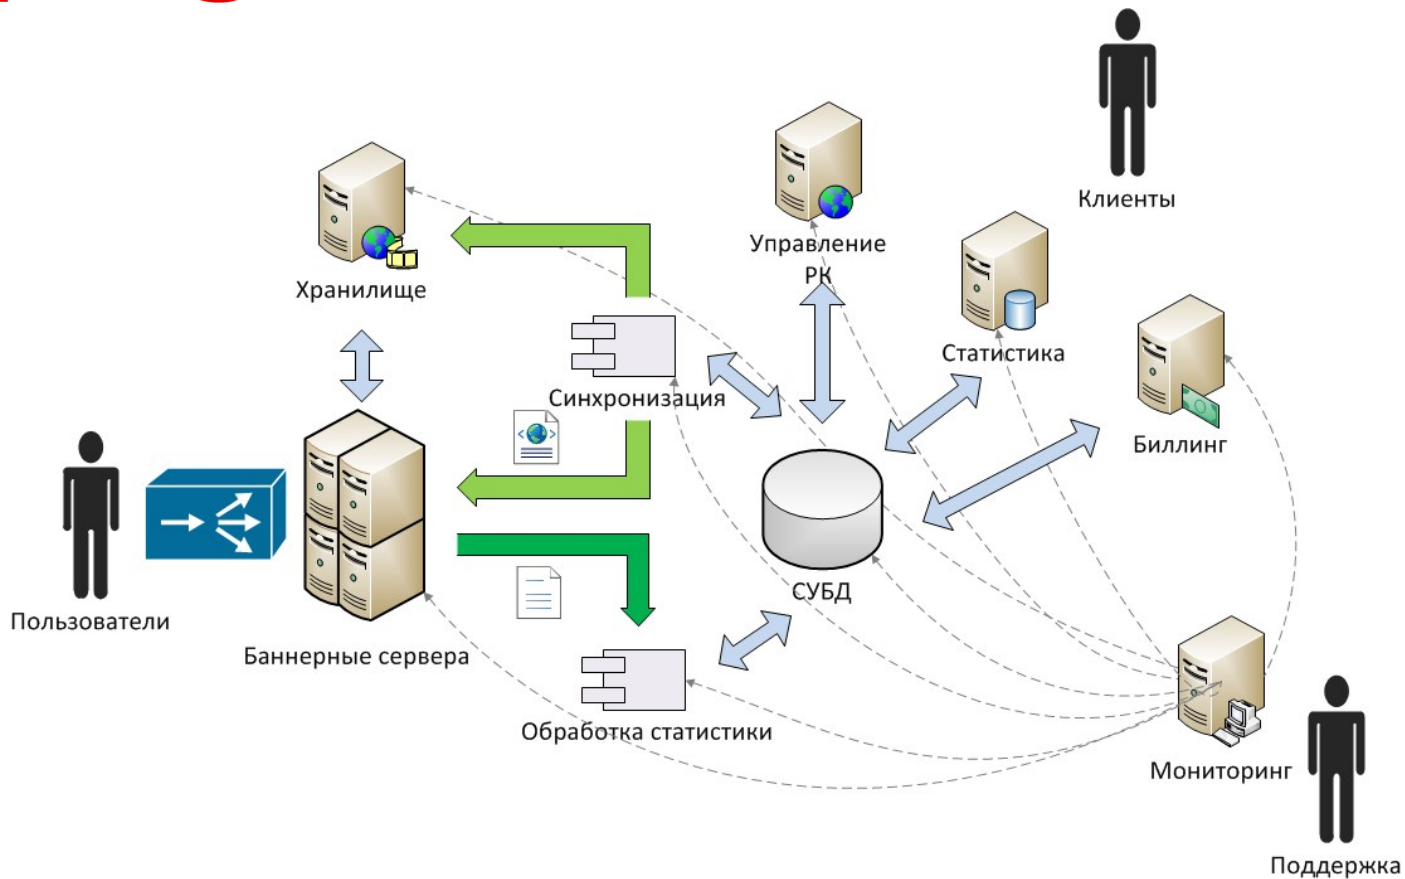 Клиенты
Управление
РК
Хранилище
Статистика
Синхронизация
Биллинг
СУБД
Пользователи
Баннерные сервера
Обработка статистики
Мониторинг
Поддержка